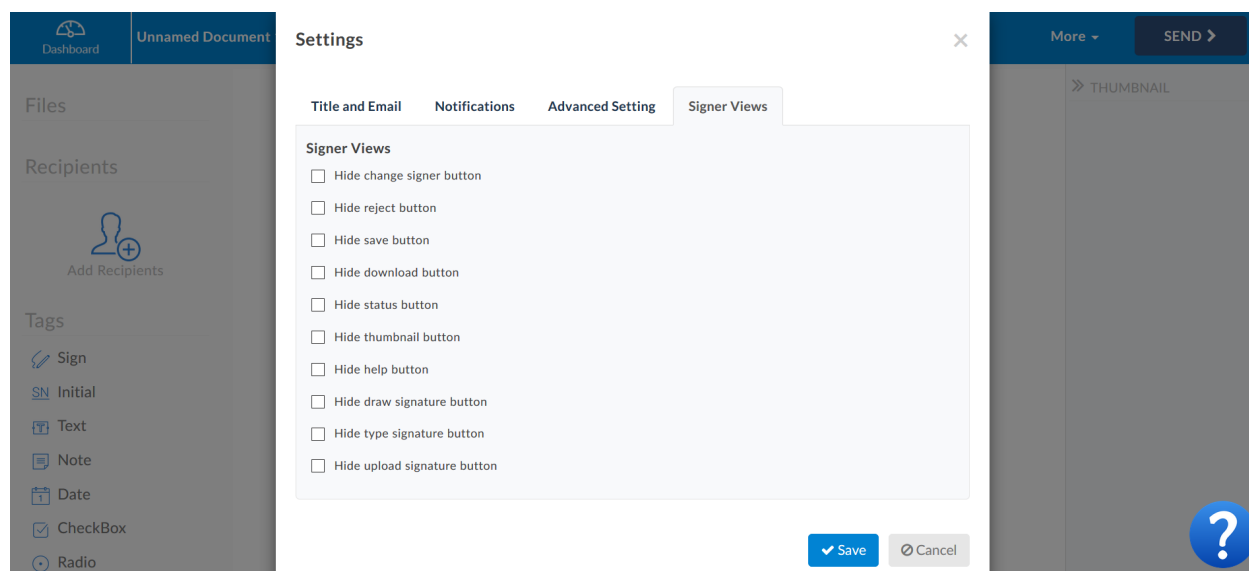 Dashboard
Unnamed Document
Settings
More
SEND
Files
THUMBNAIL
Title and Email
Notifications
Advanced Setting
Signer Views
Signer Views
Recipients
Hide change signer button
Hide reject button
Hide save button
Add Recipients
Hide download button
Hide status button
Tags
Hide thumbnail button
Sign
Hide help button
SN Initial
Hide draw signature button
T Text
Hide type signature button
Note
Hide upload signature button
1 Date
CheckBox
Save
Cancel
?
Radio